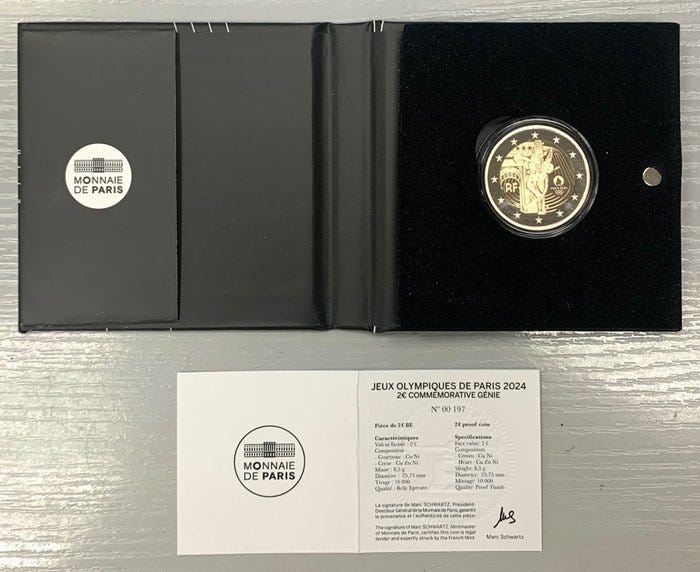 MONNAIE
DE PARIS
RF
MONNAIE
DE PARIS
JEUX OLYMPIQUES DE PARIS 2024
2€ COMMEMORATIVE GÉNIE
N° 00 197
Pièce de 2€ BE
Caractéristiques
Valeur faciale : 2 €
Composition
- Couronne : Cu Ni
- Cœur : Cu Zn Ni
Masse : 8,5 g
Diamètre : 25,75 mm
Tirage : 10 000
Qualité : Belle Épreuve
2€ proof coin
Specifications
Face value: 2 €
Composition:
- Crown : Cu Ni
- Heart : Cu Zn Ni
Height: 8,5 g
Diameter: 25,75 mm
Mintage: 10 000
Quality: Proof Finish
La signature de Marc SCHWARTZ, Président-
Directeur Général de la Monnaie de Paris, garantit
la provenance et l'authenticité de cette pièce.
The signature of Marc SCHWARTZ, Mintmaster
of Monnaie de Paris, certifies this coin is legal
tender and expertly struck by the French Mint.
Marc Schwartz